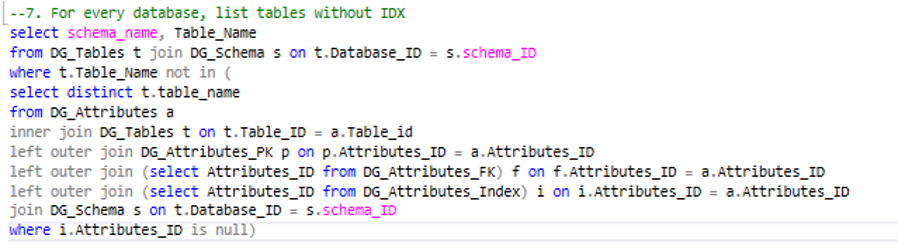 --7. For every database, list tables without IDX
select schema_name, Table_Name
from DG_Tables t join DG_Schema s on t.Database_ID = s.schema_ID
where t.Table_Name not in (
select distinct t.table_name
from DG_Attributes a
inner join DG_Tables t on t.Table_ID = a.Table_id
left outer join DG_Attributes_PK p on p.Attributes_ID = a.Attributes_ID
left outer join (select Attributes_ID from DG_Attributes_FK) f on f.Attributes_ID = a.Attributes_ID
left outer join (select Attributes_ID from DG_Attributes_Index) i on i.Attributes_ID = a.Attributes_ID
join DG_Schema s on t.Database_ID = s.schema_ID
where i.Attributes_ID is null)